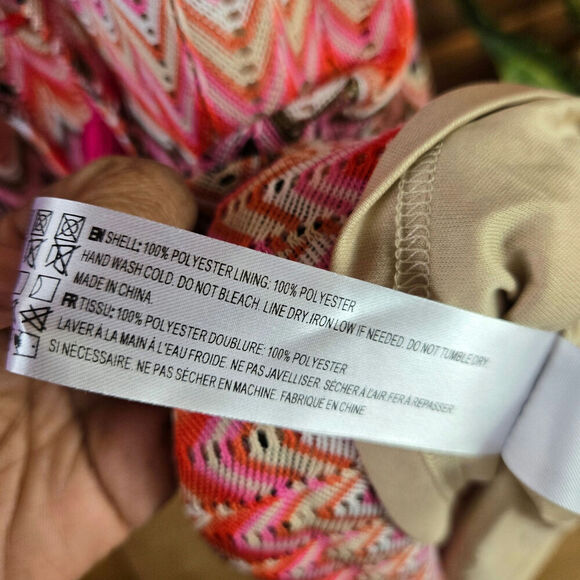 EN SHELL: 100% POLYESTER LINING: 100% POLYESTER
HAND WASH COLD. DO NOT BLEACH. LINE DRY. IRON LOW IF NEEDED. DO NOT TUMBLE DRY.
MADE IN CHINA.
FR TISSU: 100% POLYESTER DOUBLURE: 100% POLYESTER
LAVER À LA MAIN À L'EAU FROIDE. NE PAS JAVELLISER. SÉCHER À L'AIR. FER À REPASSER
SI NÉCESSAIRE. NE PAS SÉCHER EN MACHINE. FABRIQUÉ EN CHINE.